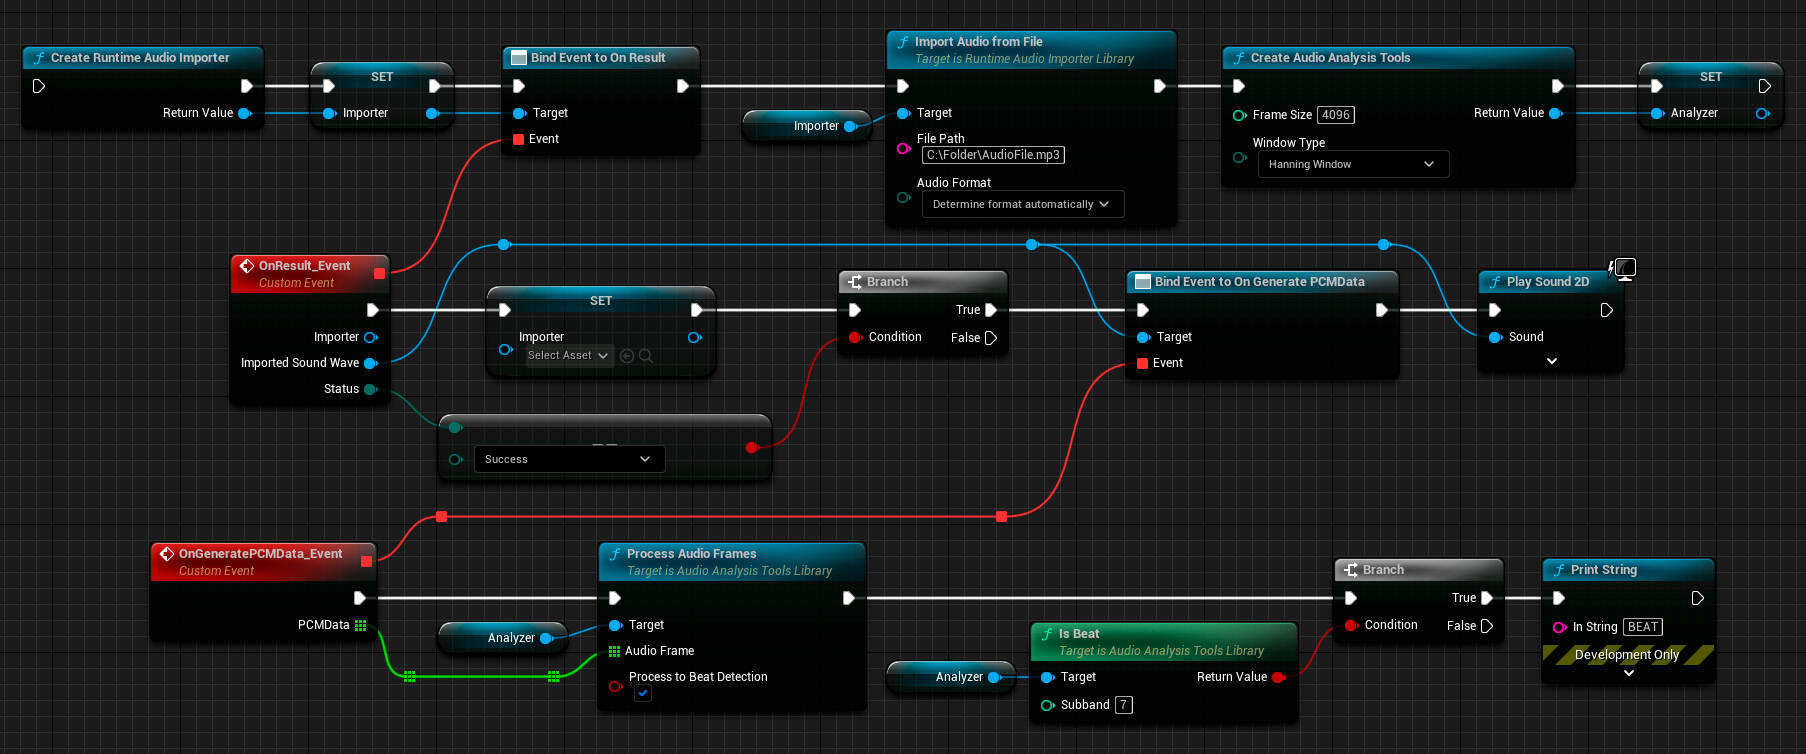 Create Runtime Audio Importer
Return Value
SET
Importer
Bind Event to On Result
Target
Event
Importer
Import Audio from File
Target is Runtime Audio Importer Library
Target
File Path
C:\Folder\AudioFile.mp3
Audio Format
Determine format automatically
Create Audio Analysis Tools
Frame Size 4096
Return Value
Window Type
Hanning Window
SET
Analyzer
OnResult_Event
Custom Event
Importer
Imported Sound Wave
Status
SET
Importer
Select Asset
==
Success
Branch
True
Condition
False
Bind Event to On Generate PCMData
Target
Event
Play Sound 2D
Sound
OnGeneratePCMData_Event
Custom Event
PCMData
Analyzer
Process Audio Frames
Target is Audio Analysis Tools Library
Target
Audio Frame
Process to Beat Detection
Analyzer
Is Beat
Target is Audio Analysis Tools Library
Target
Return Value
Subband 7
Branch
True
Condition
False
Print String
In String BEAT
Development Only